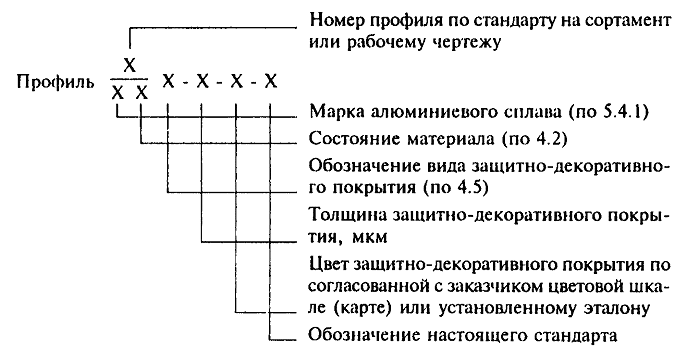 Номер профиля по стандарту на сортамент
или рабочему чертежу
X
Профиль X X X - X - X - X
Марка алюминиевого сплава (по 5.4.1)
Состояние материала (по 4.2)
Обозначение вида защитно-декоративно-
го покрытия (по 4.5)
Толщина защитно-декоративного покры-
тия, мкм
Цвет защитно-декоративного покрытия по
согласованной с заказчиком цветовой шка-
ле (карте) или установленному эталону
Обозначение настоящего стандарта